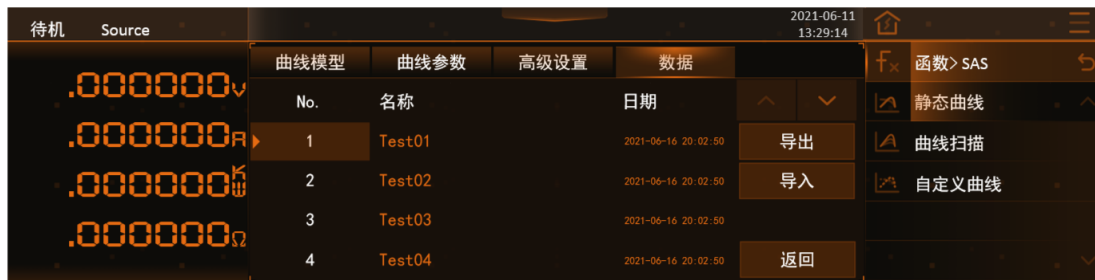 待机 Source
2021-06-11
13:29:14
.000000V
.000000A
.000000KW
.000000Ω
曲线模型 曲线参数 高级设置 数据
No. 名称 日期
1 Test01 2021-06-16 20:02:50 导出
2 Test02 2021-06-16 20:02:50 导入
3 Test03 2021-06-16 20:02:50
4 Test04 2021-06-16 20:02:50 返回
fx 函数> SAS
静态曲线
曲线扫描
自定义曲线